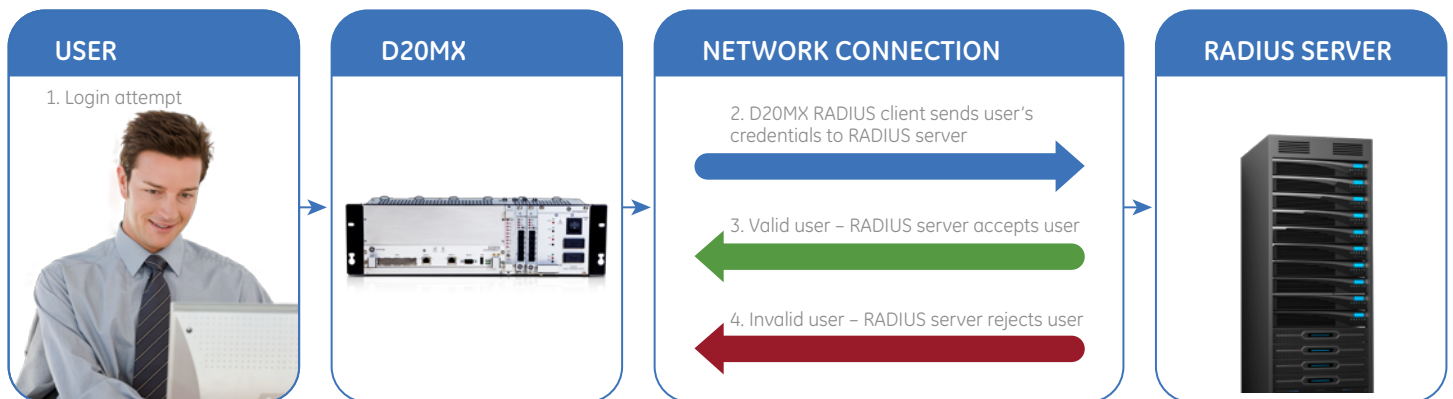 USER
1. Login attempt
D20MX
NETWORK CONNECTION
2. D20MX RADIUS client sends user's
credentials to RADIUS server
3. Valid user – RADIUS server accepts user
4. Invalid user – RADIUS server rejects user
RADIUS SERVER